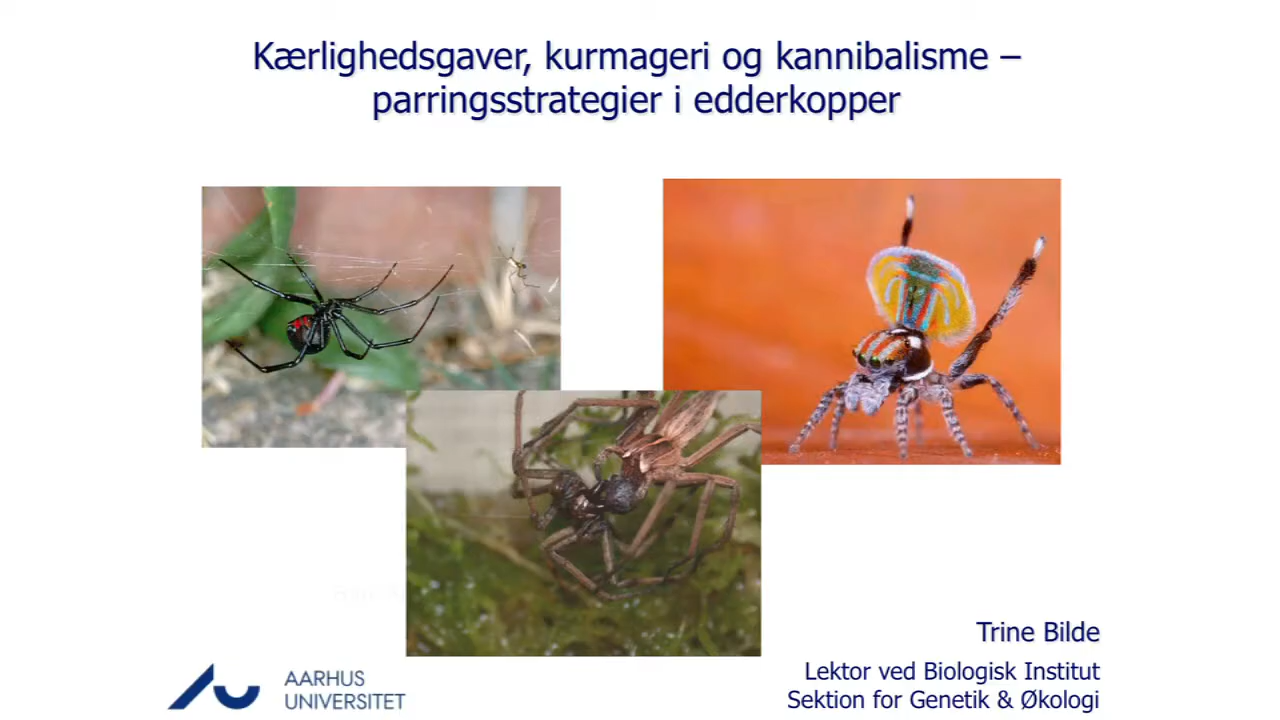 Kærlighedsgaver, kurmageri og kannibalisme –
parringsstrategier i edderkopper
Trine Bilde
Lektor ved Biologisk Institut
Sektion for Genetik & Økologi
AARHUS
UNIVERSITET